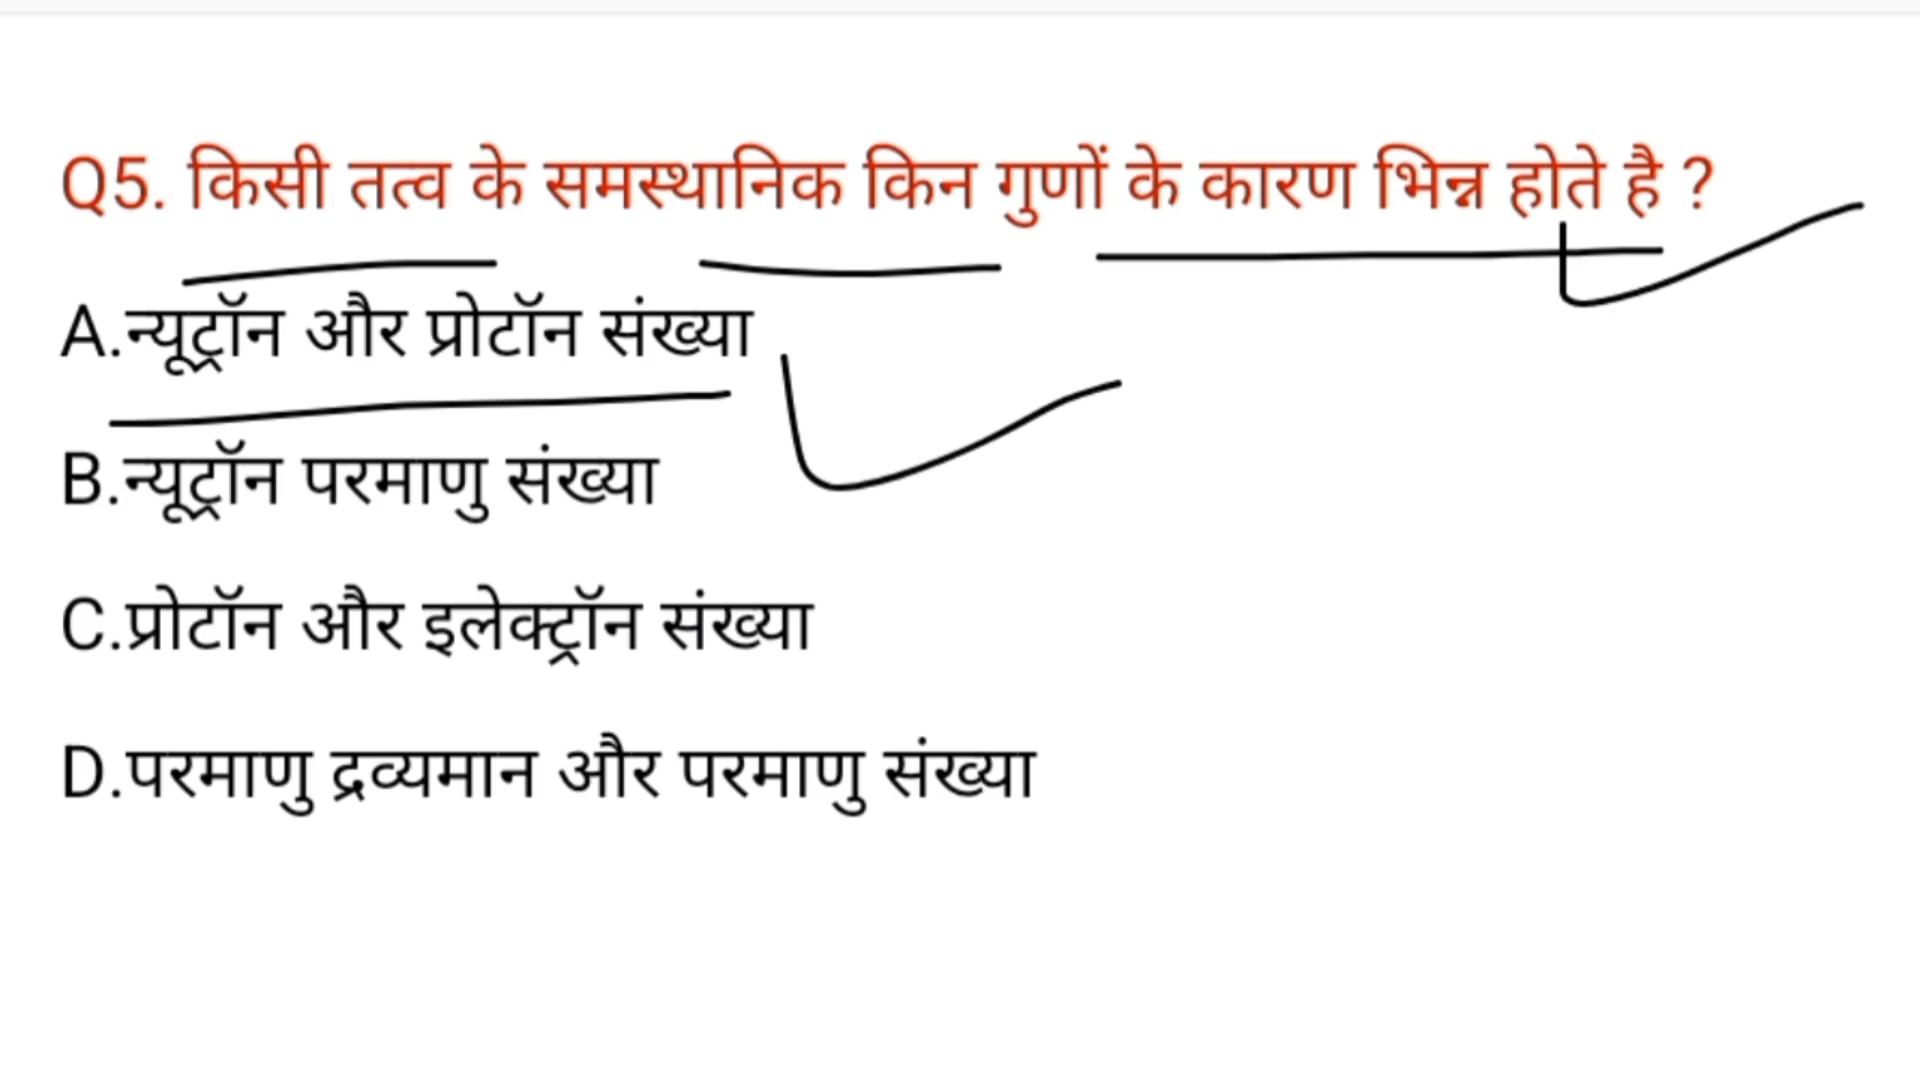 Q5. किसी तत्व के समस्थानिक किन गुणों के कारण भिन्न होते है ?
A.न्यूट्रॉन और प्रोटॉन संख्या
B.न्यूट्रॉन परमाणु संख्या
C.प्रोटॉन और इलेक्ट्रॉन संख्या
D.परमाणु द्रव्यमान और परमाणु संख्या